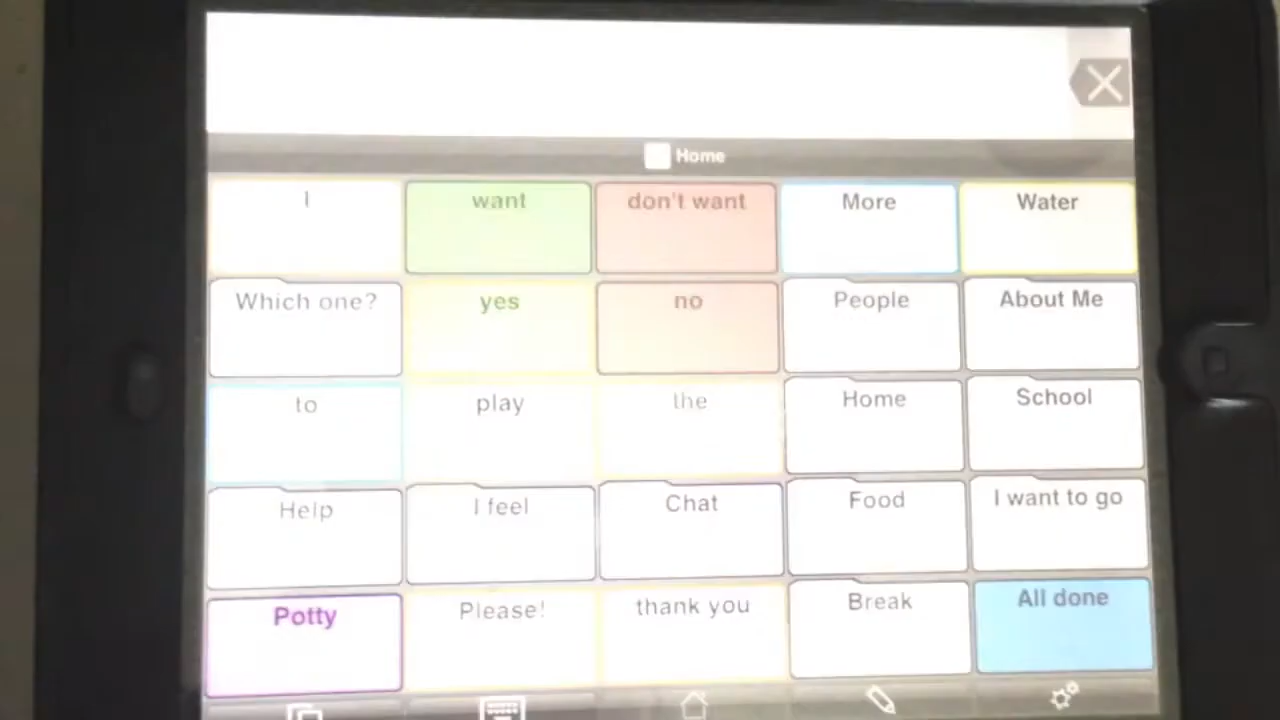 Home
I want don't want More Water
Which one? yes no People About Me
to play the Home School
Help I feel Chat Food I want to go
Potty Please! thank you Break All done